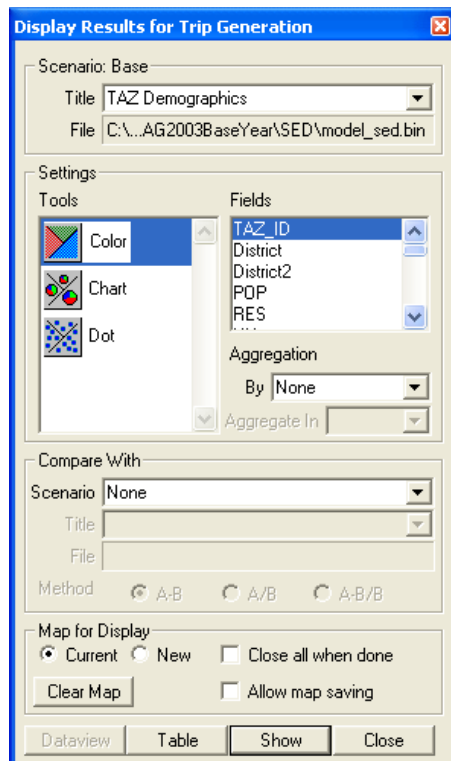 Display Results for Trip Generation
Scenario: Base
Title TAZ Demographics
File C:\...AG2003BaseYear\SED\model_sed.bin
Settings
Tools Fields
Color
Chart
Dot
TAZ_ID
District
District2
POP
RES
Aggregation
By None
Aggregate In
Compare With
Scenario None
Title
File
Method A-B A/B A-B/B
Map for Display
Current New Close all when done
Clear Map Allow map saving
Dataview Table Show Close